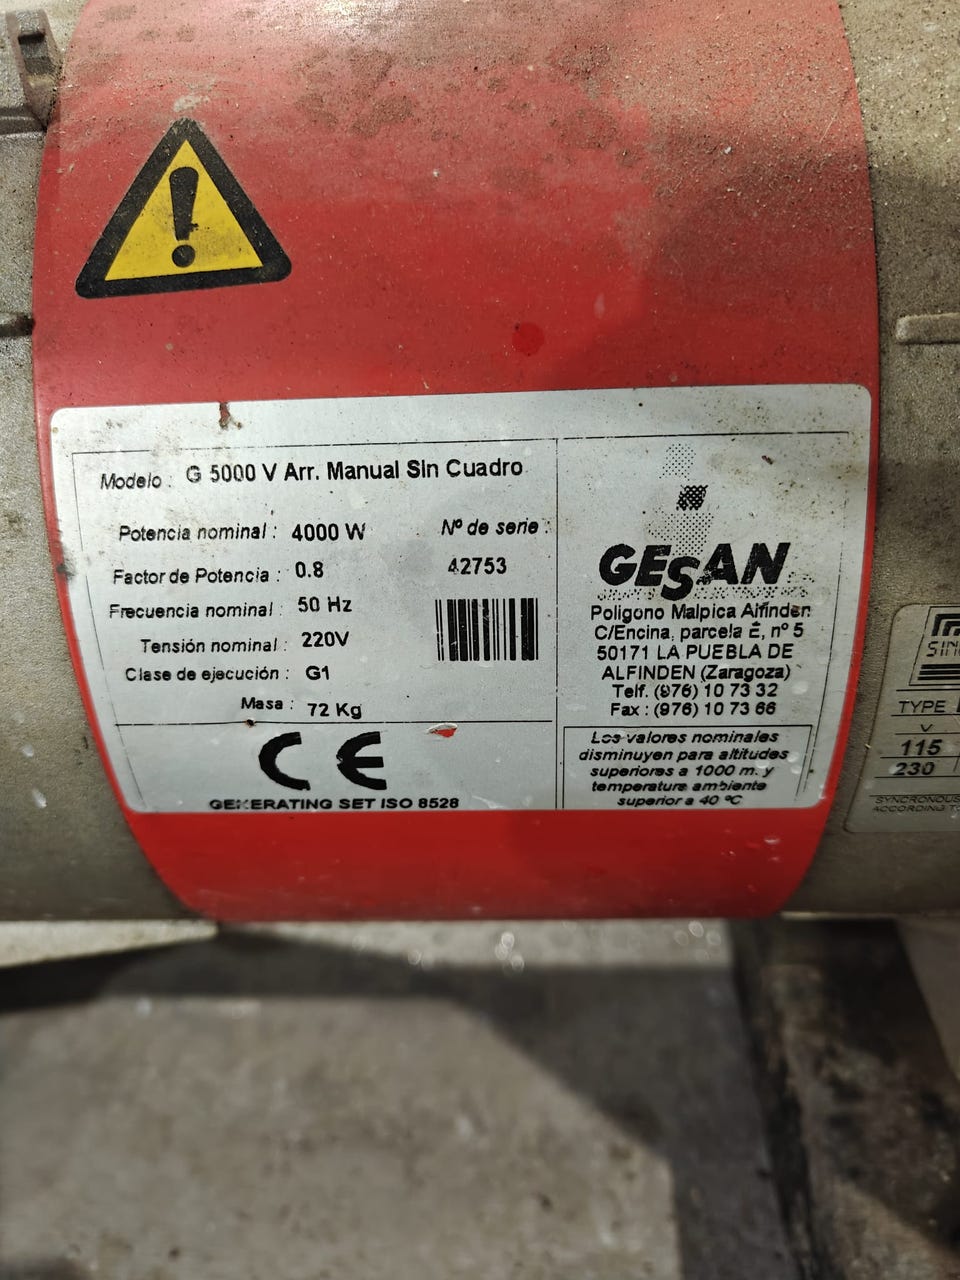 Modelo : G 5000 V Arr. Manual Sin Cuadro
Potencia nominal : 4000 W
Nº de serie :
Factor de Potencia : 0.8
42753
Frecuencia nominal : 50 Hz
Tensión nominal : 220V
Clase de ejecución : G1
Masa : 72 Kg
CE
GENERATING SET ISO 8528
GESAN
Poligono Malpica Alfinden
C/Encina, parcela E, nº 5
50171 LA PUEBLA DE
ALFINDEN (Zaragoza)
Telf. (976) 10 73 32
Fax : (976) 10 73 66
Los valores nominales
disminuyen para altitudes
superiores a 1000 m. y
temperatura ambiente
superior a 40 ºC
TYPE
V
115
230
SYNCRONOUS
ACCORDING TO